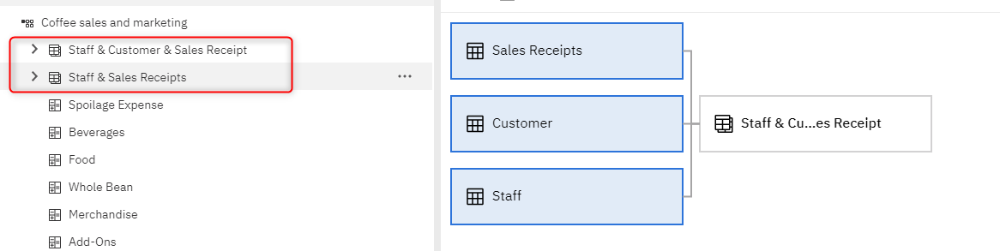 Coffee sales and marketing
Staff & Customer & Sales Receipt
Staff & Sales Receipts
Spoilage Expense
Beverages
Food
Whole Bean
Merchandise
Add-Ons
Sales Receipts
Customer
Staff & Cu...es Receipt
Staff